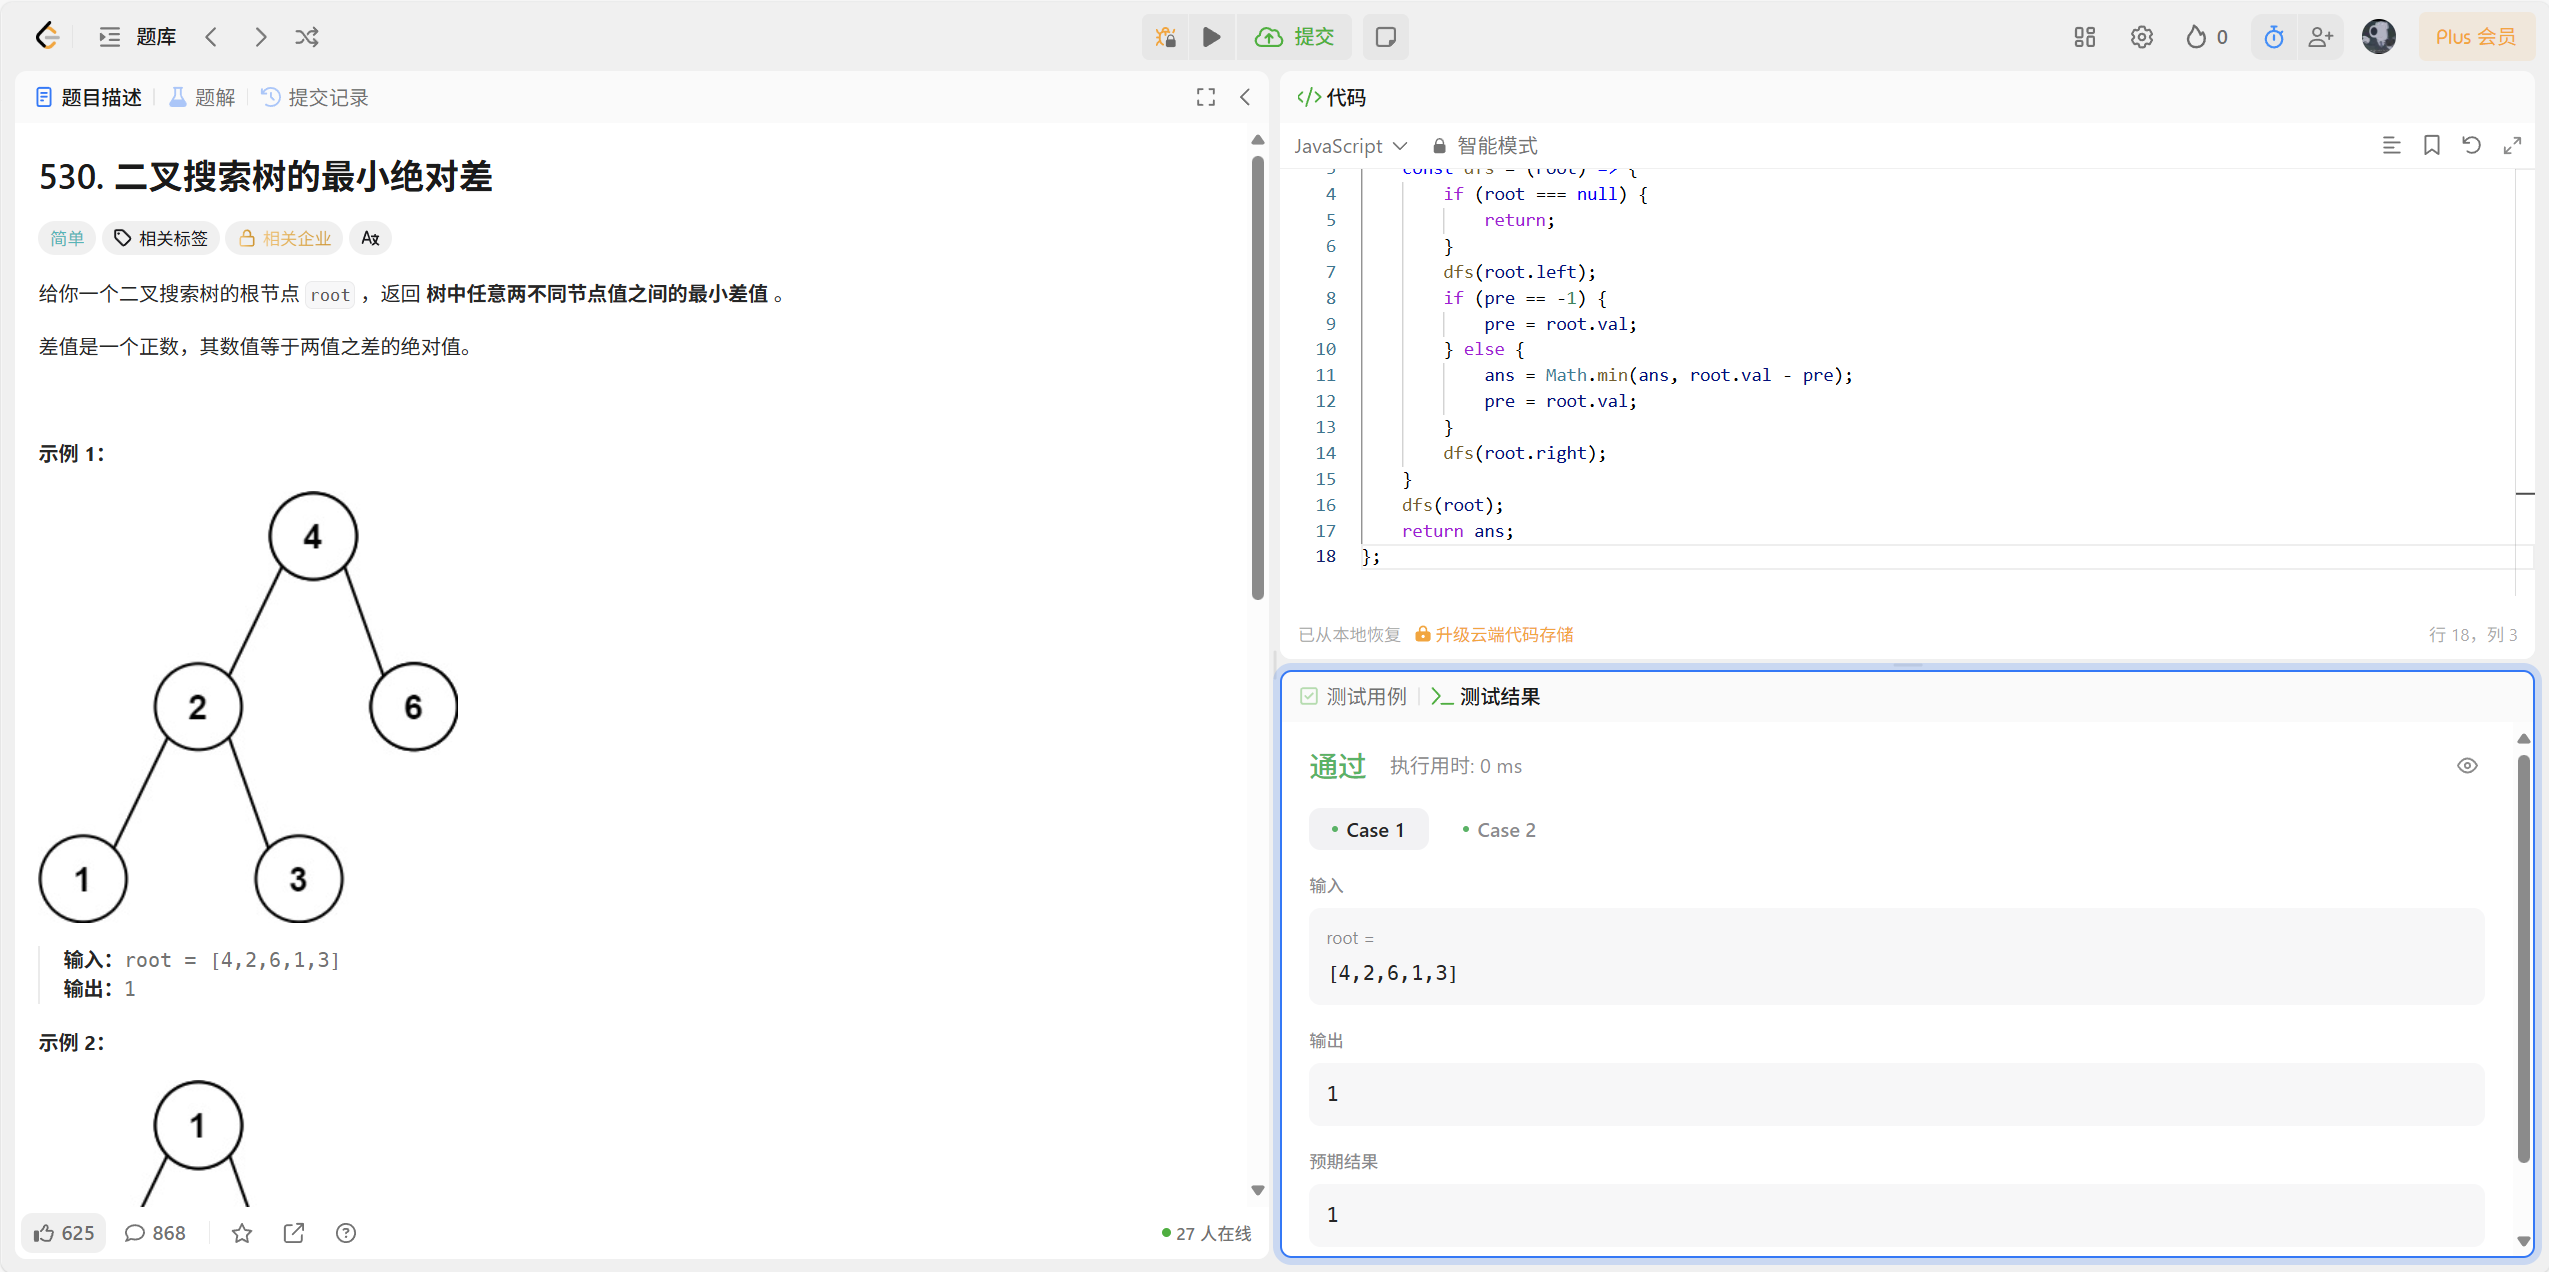 题库
提交
0
Plus 会员
题目描述
题解
提交记录
530. 二叉搜索树的最小绝对差
简单
相关标签
相关企业
给你一个二叉搜索树的根节点 root ，返回 树中任意两不同节点值之间的最小差值 。
差值是一个正数，其数值等于两值之差的绝对值。
示例 1：
4
2
6
1
3
输入：root = [4,2,6,1,3]
输出：1
示例 2：
1
625
868
27 人在线
</> 代码
JavaScript
智能模式
3 const dfs = (root) => {
4 if (root === null) {
5 return;
6 }
7 dfs(root.left);
8 if (pre == -1) {
9 pre = root.val;
10 } else {
11 ans = Math.min(ans, root.val - pre);
12 pre = root.val;
13 }
14 dfs(root.right);
15 }
16 dfs(root);
17 return ans;
18 };
已从本地恢复
升级云端代码存储
行 18，列 3
测试用例
测试结果
通过
执行用时: 0 ms
Case 1
Case 2
输入
root =
[4,2,6,1,3]
输出
1
预期结果
1